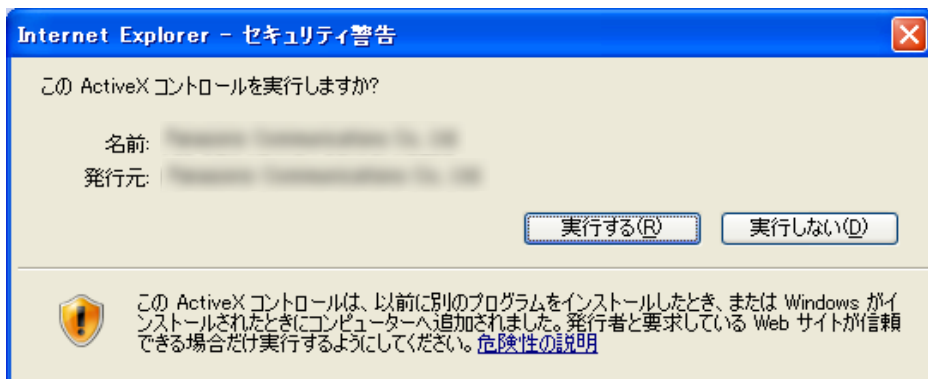 Internet Explorer - セキュリティ警告
この ActiveX コントロールを実行しますか?
名前:
発行元:
実行する(R) 実行しない(D)
この ActiveX コントロールは、以前に別のプログラムをインストールしたとき、または Windows がイ
ンストールされたときにコンピューターへ追加されました。発行者と要求している Web サイトが信頼
できる場合だけ実行するようにしてください。危険性の説明